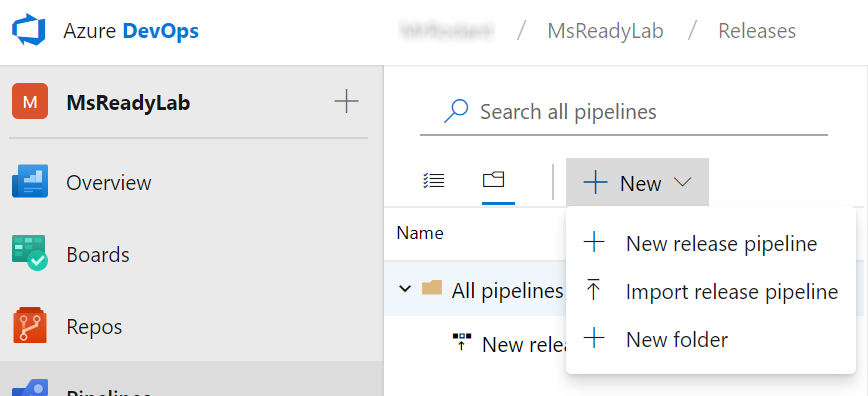 Azure DevOps
/ MsReadyLab / Releases
M MsReadyLab
Search all pipelines
Overview
New
Name
New release pipeline
Boards
All pipelines
Import release pipeline
Repos
New relea
New folder
Pipelines